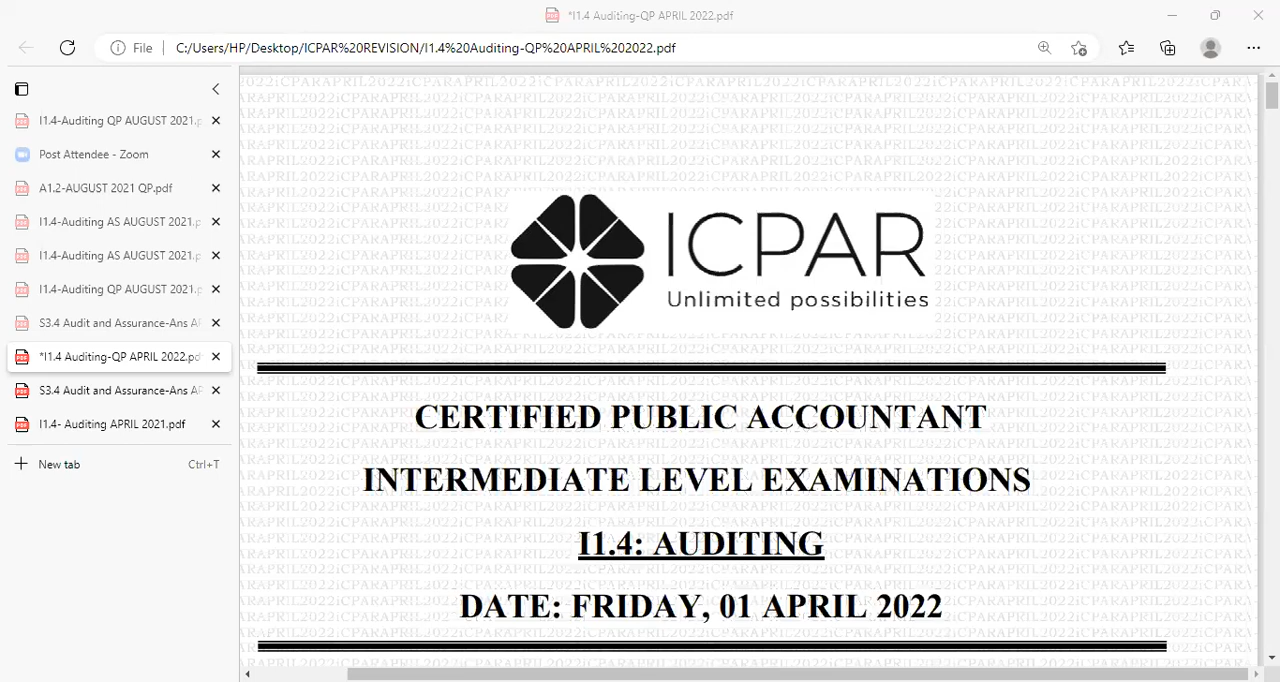 *I1.4 Auditing-QP APRIL 2022.pdf
File
C:/Users/HP/Desktop/ICPAR%20REVISION/I1.4%20Auditing-QP%20APRIL%202022.pdf
I1.4-Auditing QP AUGUST 2021.p
Post Attendee - Zoom
A1.2-AUGUST 2021 QP.pdf
I1.4-Auditing AS AUGUST 2021.p
I1.4-Auditing AS AUGUST 2021.p
I1.4-Auditing QP AUGUST 2021.p
S3.4 Audit and Assurance-Ans AP
*I1.4 Auditing-QP APRIL 2022.pd
S3.4 Audit and Assurance-Ans AP
I1.4- Auditing APRIL 2021.pdf
New tab
Ctrl+T
ICPAR
Unlimited possibilities
CERTIFIED PUBLIC ACCOUNTANT
INTERMEDIATE LEVEL EXAMINATIONS
I1.4: AUDITING
DATE: FRIDAY, 01 APRIL 2022